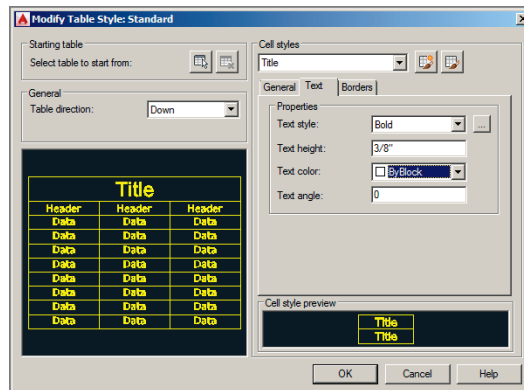 Modify Table Style: Standard
Starting table
Select table to start from:
General
Table direction: Down
Title
Header Header Header
Data Data Data
Data Data Data
Data Data Data
Data Data Data
Data Data Data
Data Data Data
Data Data Data
Data Data Data
Cell styles
Title
General Text Borders
Properties
Text style: Bold ...
Text height: 3/8"
Text color: ByBlock
Text angle: 0
Cell style preview
Title
Title
OK Cancel Help